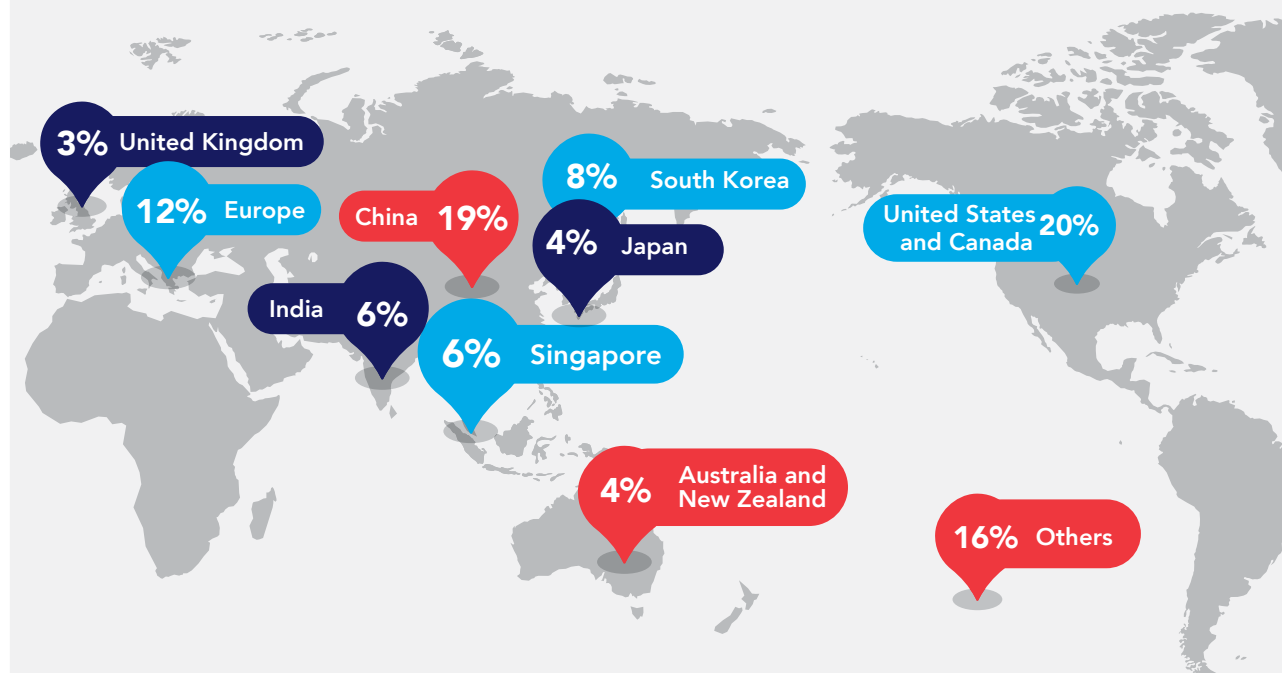 3% United Kingdom
12% Europe
China 19%
8% South Korea
4% Japan
United States
and Canada 20%
India 6%
6% Singapore
4% Australia and
New Zealand
16% Others